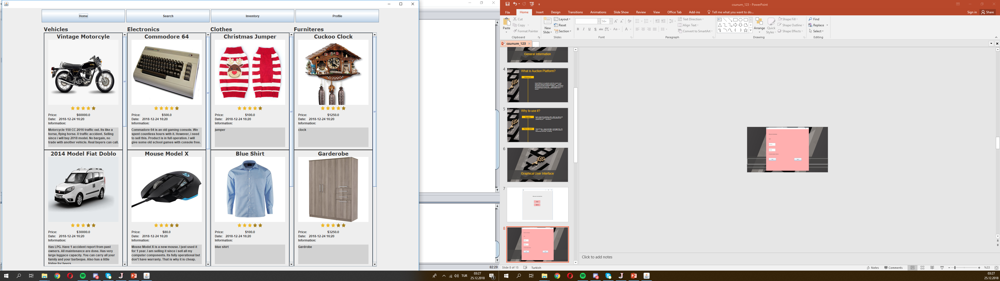 Home
Search
Inventory
Profile
Vehicles
Electronics
Clothes
Furniteres
Vintage Motorcyle
Price: $60000.0
Date: 2018-12-24 16:20
Information:
Motorcycle 150 CC 2016 traffic out. Its like a
horse, flying horse. 0 traffic accident. Selling
since i will buy 2018 model. No bargain, no
trade with another vehicle. Real buyers can call.
Commodore 64
Price: $500.0
Date: 2018-12-24 16:20
Information:
Commadore 64 is an old gaming console. We
spent countless hours with it. However, i need
to sell this. Product is in full operation. I will
give some old school games with console free.
Christmas Jumper
Price: $100.0
Date: 2018-12-24 16:20
Information:
jumper
Cuckoo Clock
Price: $1250.0
Date: 2018-12-24 16:20
Information:
clock
2014 Model Fiat Doblo
Price: $30000.0
Date: 2018-12-24 16:20
Information:
Has LPG. Have 1 accident report from past
owners. All maintenance are done. Has very
large luggace capacity. You can carry all your
family and your barbeque. Also has a little
fridge for beers
Mouse Model X
Price: $80.0
Date: 2018-12-24 16:20
Information:
Mouse Model X is a new mouse. I just used it
for 1 year. I am selling it since i sell all my
computer components. Its fully operational but
don't have warranty. That is why it is cheap.
Blue Shirt
Price: $100.0
Date: 2018-12-24 16:20
Information:
blue shirt
Garderobe
Price: $3250.0
Date: 2018-12-24 16:20
Information:
Gardrobe
82:29
TUR
03:27
25.12.2018
csunum_123 - PowerPoint
File
Home
Insert
Design
Transitions
Animations
Slide Show
Review
View
Office Tab
Add-ins
Tell me what you want to do...
Sign in
Share
Paste
Cut
Copy
Format Painter
Clipboard
New
Slide
Layout
Reset
Section
Slides
14+
B I U S abc AV Aa A
Font
Text Direction
Align Text
Convert to SmartArt
Paragraph
Arrange
Quick
Styles
Shape Fill
Shape Outline
Shape Effects
Drawing
Find
Replace
Select
Editing
csunum_123
General Information
4
What is Auction Platform?
What is it?
5
Why to use it?
6
Graphical User Interface
7
8
Click to add notes
Slide 8 of 15
Turkish
Notes
Comments
%33
03:27
25.12.2018